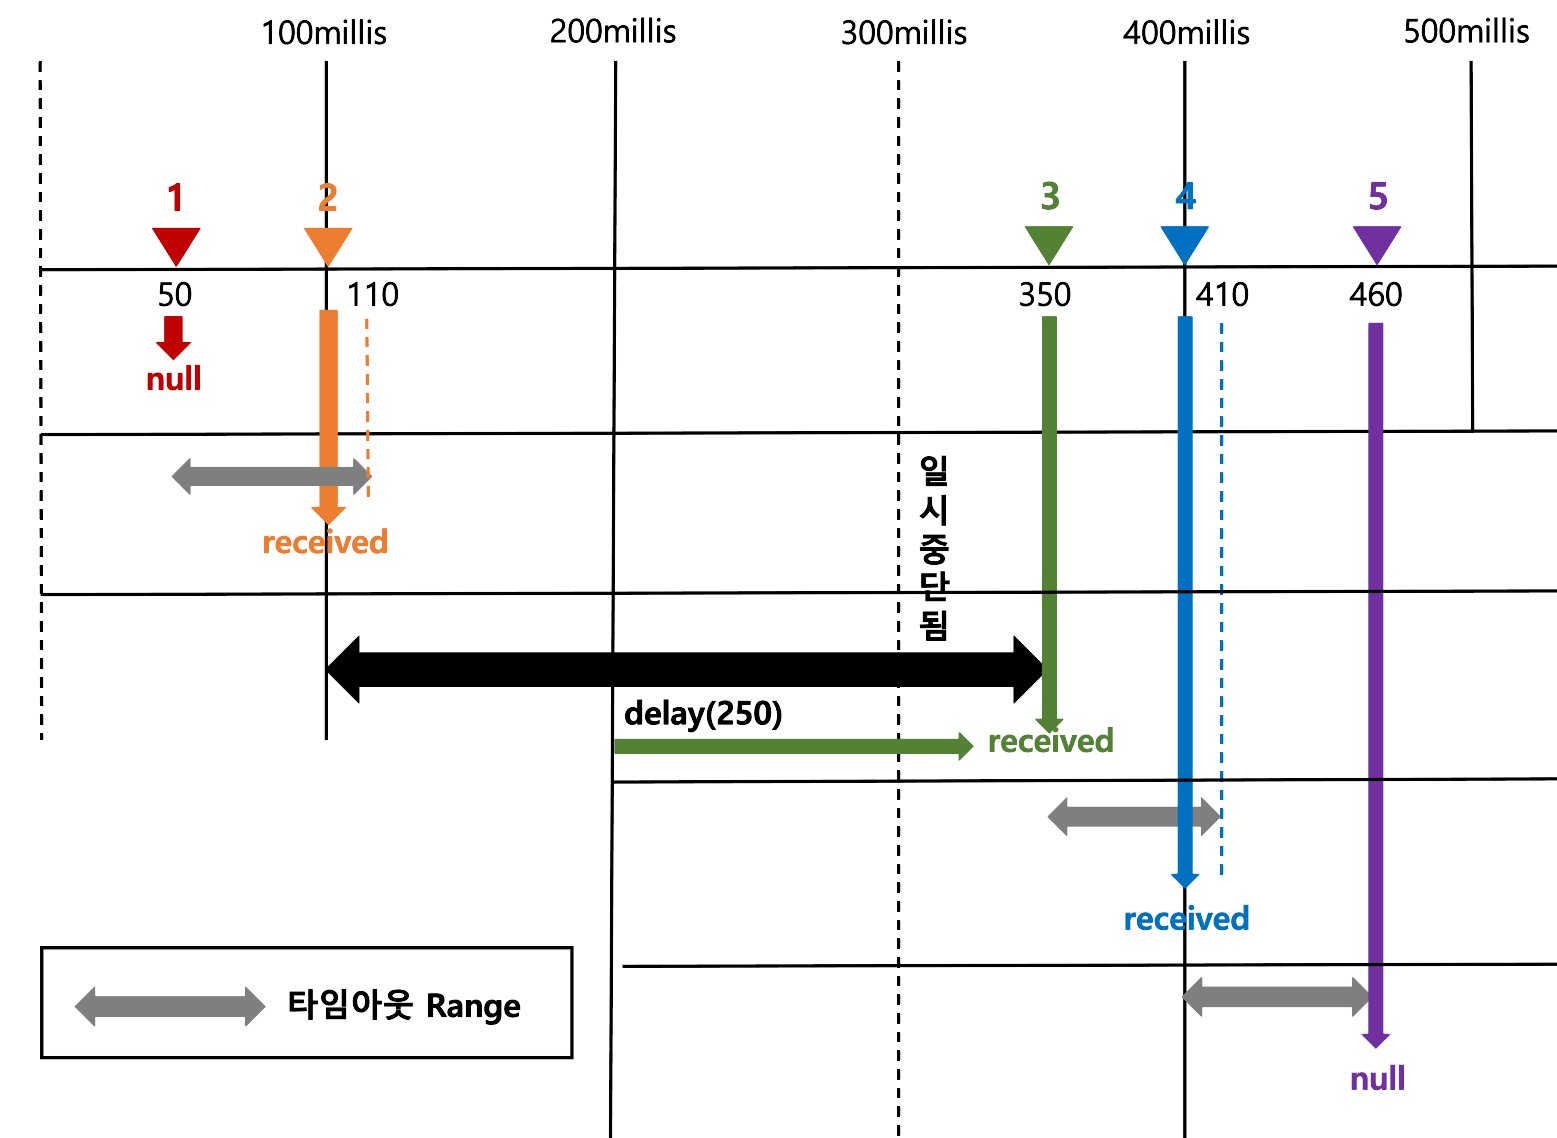 100millis
200millis
300millis
400millis
500millis
1
2
3
4
5
50
110
350
410
460
null
일시중단됨
received
delay(250)
received
received
타임아웃 Range
null